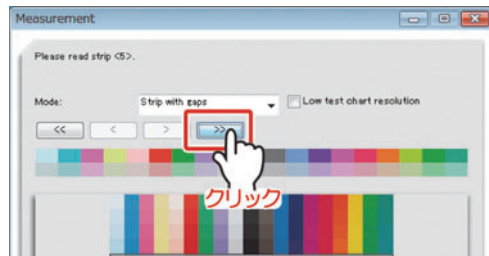 Measurement
Please read strip <5>.
Mode: Strip with gaps Low test chart resolution
<< < > >>
クリック